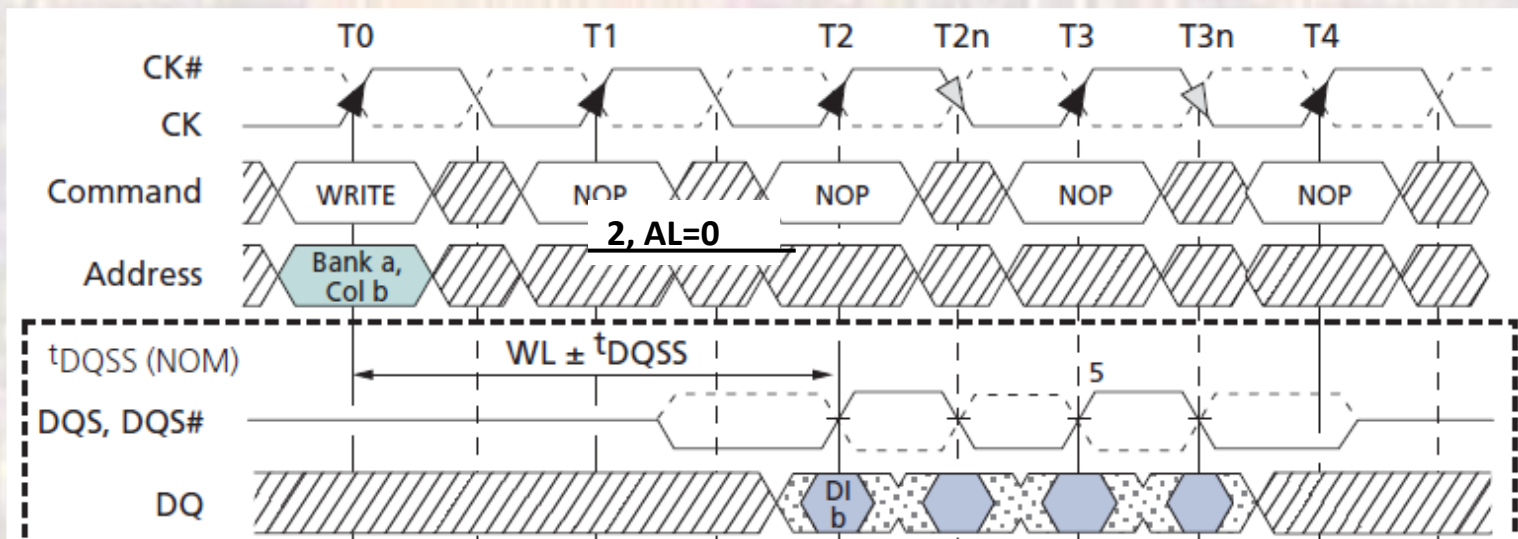 T0 T1 T2 T2n T3 T3n T4
CK#
CK
Command WRITE NOP NOP NOP NOP
2, AL=0
Address Bank a,
Col b
tDQSS (NOM) WL ± tDQSS
5
DQS, DQS#
DQ DI
b